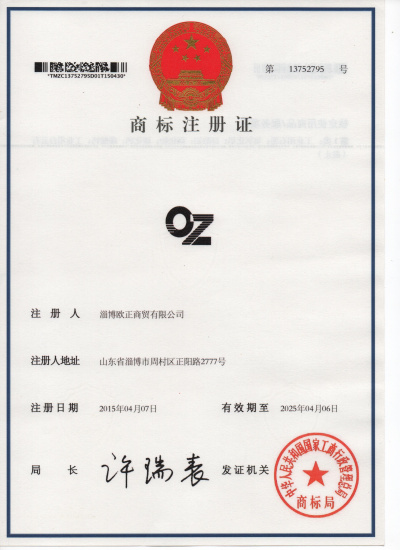 *TMZC13752795D01T150430*
第 13752795 号
商标注册证
OZ
注册人 淄博欧正商贸有限公司
注册人地址 山东省淄博市周村区正阳路2777号
注册日期 2015年04月07日 有效期至 2025年04月06日
局长 许瑞表 发证机关
中华人民共和国国家工商行政管理总局
商标局